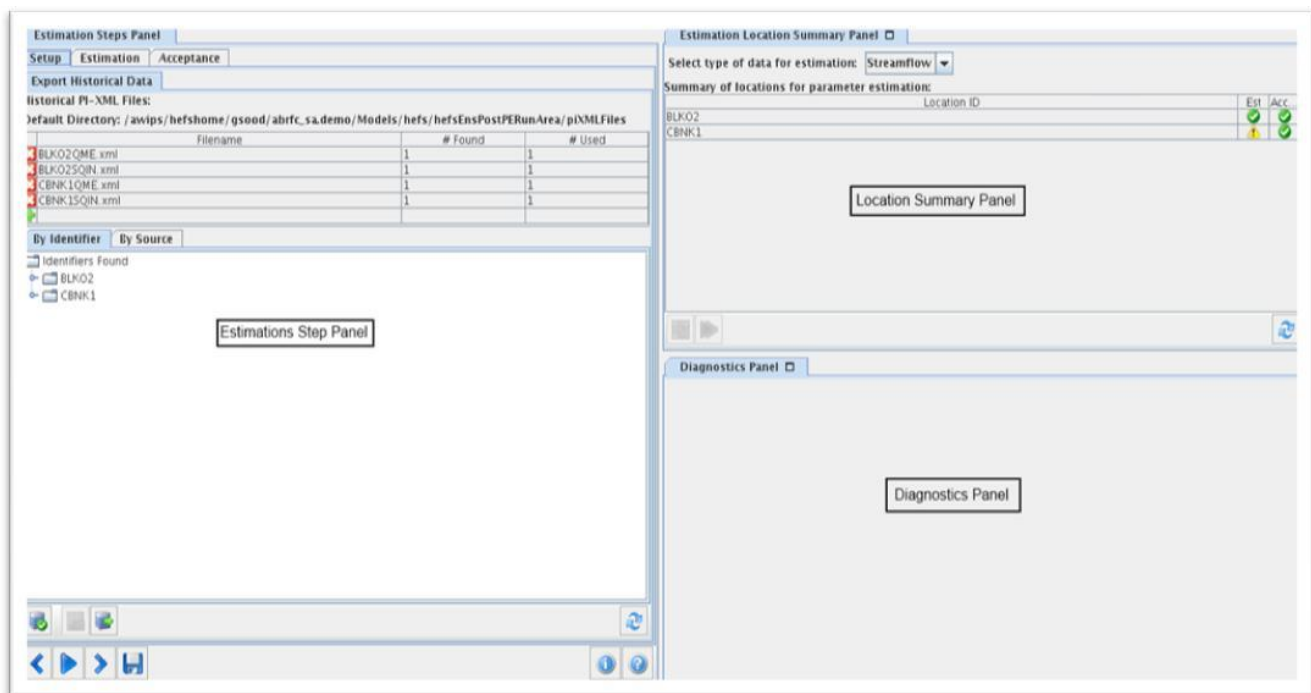 Estimation Steps Panel
Setup Estimation Acceptance
Export Historical Data
Historical PI-XML Files:
Default Directory: /awips/hefshome/gsood/abrfc_sa.demo/Models/hefs/hefsEnsPostPERunArea/piXMLFiles
Filename # Found # Used
BLKO2QME.xml 1 1
BLKO2SQIN.xml 1 1
CBNK1QME.xml 1 1
CBNK1SQIN.xml 1 1
By Identifier By Source
Identifiers Found
BLKO2
CBNK1
Estimations Step Panel
Estimation Location Summary Panel
Select type of data for estimation: Streamflow
Summary of locations for parameter estimation:
Location ID Est Acc
BLKO2
CBNK1
Location Summary Panel
Diagnostics Panel
Diagnostics Panel